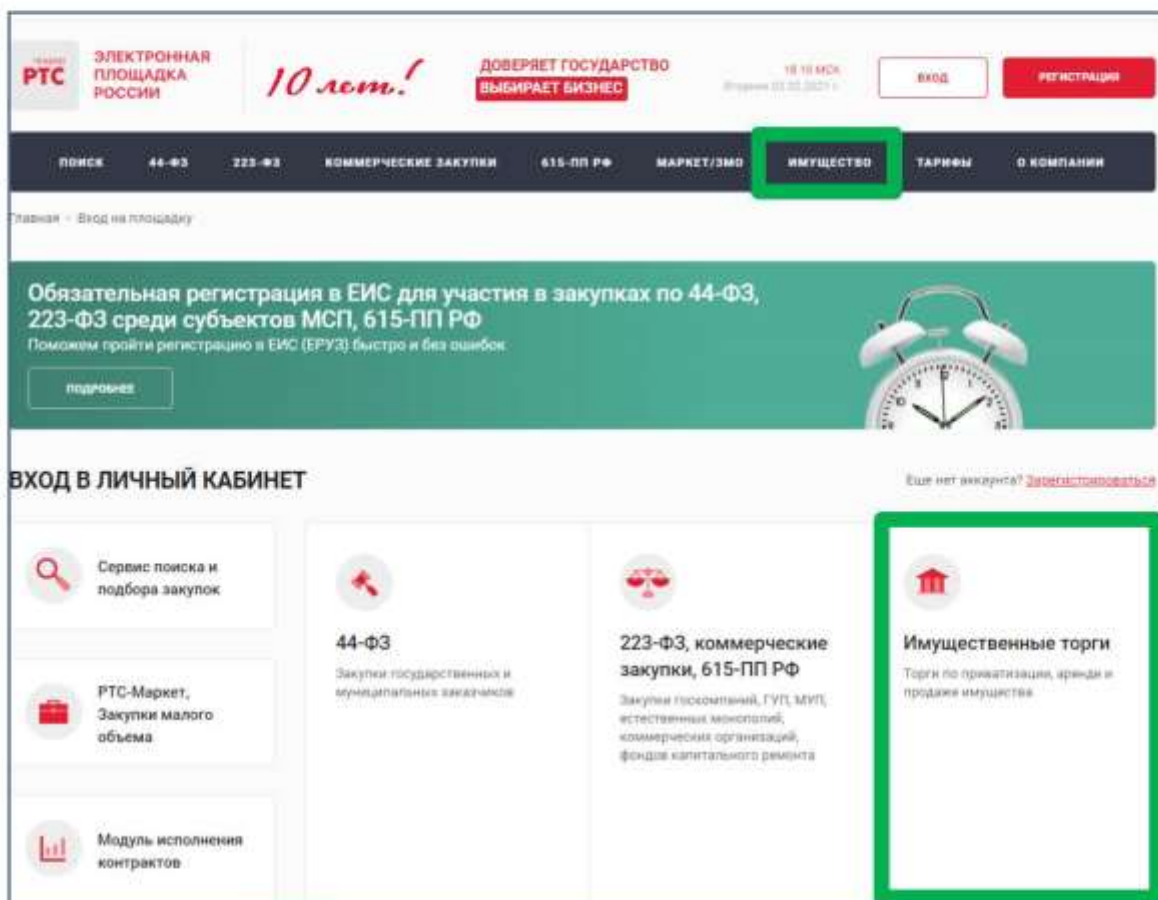 РТС
ЭЛЕКТРОННАЯ
ПЛОЩАДКА
РОССИИ
10 лет!
ДОВЕРЯЕТ ГОСУДАРСТВО
ВЫБИРАЕТ БИЗНЕС
ВХОД
РЕГИСТРАЦИЯ
ПОИСК 44-ФЗ 223-ФЗ КОММЕРЧЕСКИЕ ЗАКУПКИ 615-ПП РФ МАРКЕТ/ЗМО ИМУЩЕСТВО ТАРИФЫ О КОМПАНИИ
Главная - Вход на площадку
Обязательная регистрация в ЕИС для участия в закупках по 44-ФЗ,
223-ФЗ среди субъектов МСП, 615-ПП РФ
Поможем пройти регистрацию в ЕИС (ЕРУЗ) быстро и без ошибок
ПОДРОБНЕЕ
ВХОД В ЛИЧНЫЙ КАБИНЕТ
Еще нет аккаунта? Зарегистрироваться
Сервис поиска и
подбора закупок
РТС-Маркет,
Закупки малого
объема
Модуль исполнения
контрактов
44-ФЗ
Закупки государственных и
муниципальных заказчиков
223-ФЗ, коммерческие
закупки, 615-ПП РФ
Закупки госкомпаний, ГУП, МУП,
естественных монополий,
коммерческих организаций,
фондов капитального ремонта
Имущественные торги
Торги по приватизации, аренде и
продаже имущества